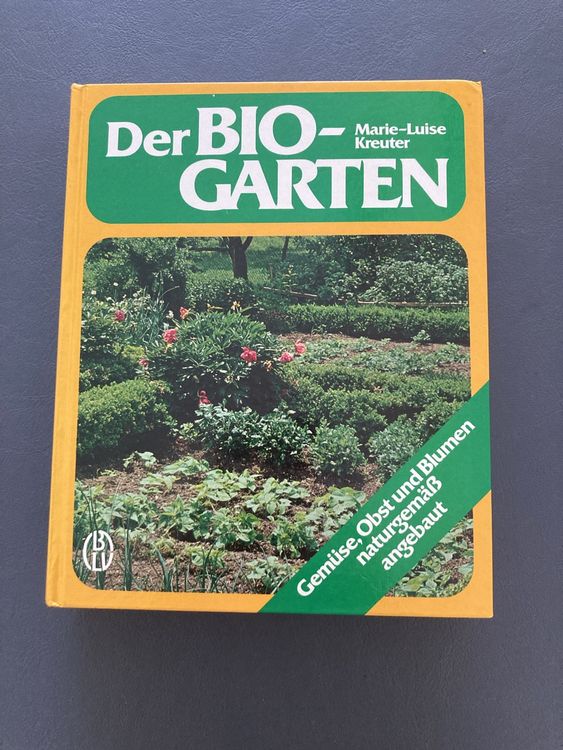 Der BIO-
GARTEN
Marie-Luise
Kreuter
Gemüse, Obst und Blumen
naturgemäß
angebaut
BLV